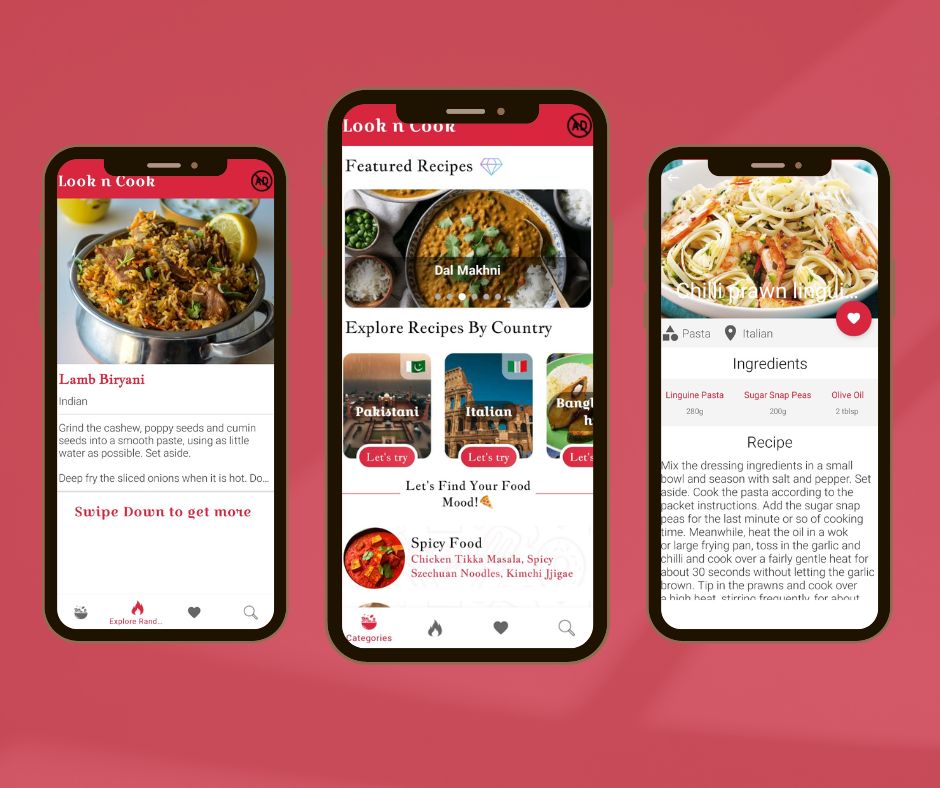 Look n Cook
AD
Lamb Biryani
Indian
Grind the cashew, poppy seeds and cumin
seeds into a smooth paste, using as little
water as possible. Set aside.
Deep fry the sliced onions when it is hot. Do...
Swipe Down to get more
Explore Rand...
Look n Cook
AD
Featured Recipes
Dal Makhni
Explore Recipes By Country
Pakistani
Italian
Bangl
h
Let's try
Let's try
Let's
Let's Find Your Food
Mood!🍕
Spicy Food
Chicken Tikka Masala, Spicy
Szechuan Noodles, Kimchi Jjigae
Categories
Chilli prawn lingui...
Pasta
Italian
Ingredients
Linguine Pasta
Sugar Snap Peas
Olive Oil
280g
200g
2 tblsp
Recipe
Mix the dressing ingredients in a small
bowl and season with salt and pepper. Set
aside. Cook the pasta according to the
packet instructions. Add the sugar snap
peas for the last minute or so of cooking
time. Meanwhile, heat the oil in a wok
or large frying pan, toss in the garlic and
chilli and cook over a fairly gentle heat for
about 30 seconds without letting the garlic
brown. Tip in the prawns and cook over
a high heat, stirring frequently, for about